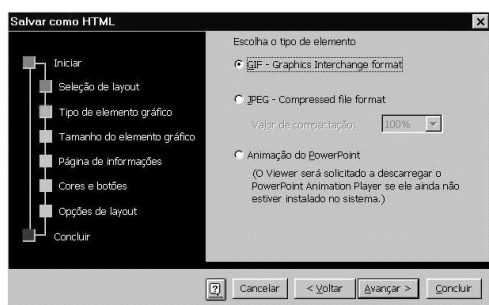 Salvar como HTML
Iniciar
Seleção de layout
Tipo de elemento gráfico
Tamanho do elemento gráfico
Página de informações
Cores e botões
Opções de layout
Concluir
Escolha o tipo de elemento
GIF - Graphics Interchange format
JPEG - Compressed file format
Valor de compactação: 100%
Animação do PowerPoint
(O Viewer será solicitado a descarregar o
PowerPoint Animation Player se ele ainda não
estiver instalado no sistema.)
Cancelar < Voltar Avançar > Concluir